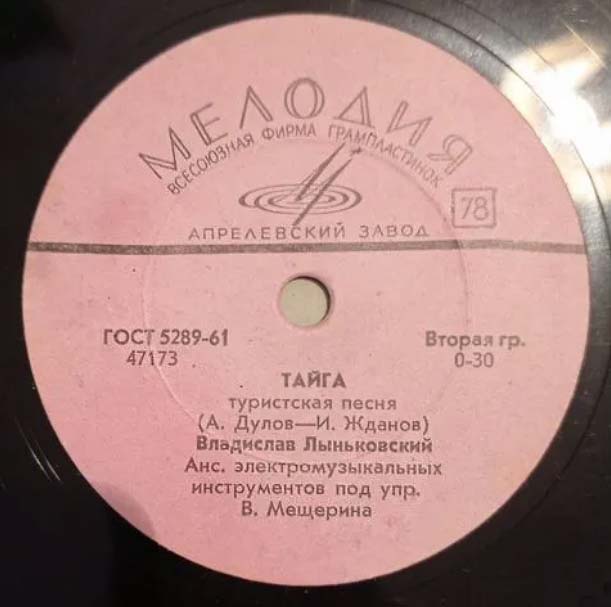 МЕЛОДИЯ
ВСЕСОЮЗНАЯ ФИРМА ГРАМПЛАСТИНОК
78
АПРЕЛЕВСКИЙ ЗАВОД
ГОСТ 5289-61
47173
Вторая гр.
0-30
ТАЙГА
туристская песня
(А. Дулов—И. Жданов)
Владислав Лыньковский
Анс. электромузыкальных
инструментов под упр.
В. Мещерина